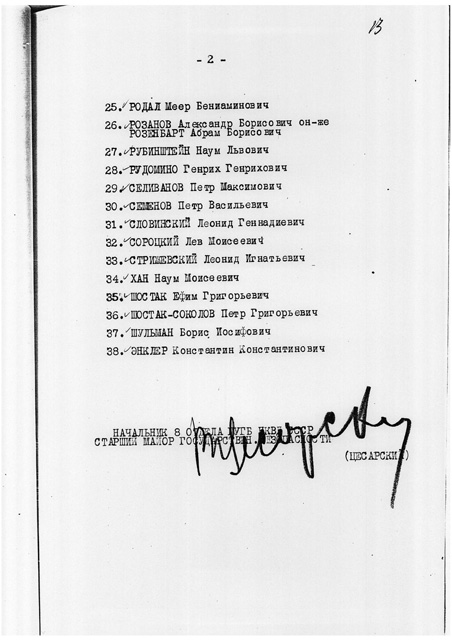 13
- 2 -
25. РОДАЛ Меер Бениаминович
26. РОЗАНОВ Александр Борисович он-же
РОЗЕНБАРТ Абрам Борисович
27. РУБИНШТЕЙН Наум Львович
28. РУДОМИНО Генрих Генрихович
29. СЕЛИВАНОВ Петр Максимович
30. СЕМЕНОВ Петр Васильевич
31. СЛОВИНСКИЙ Леонид Геннадиевич
32. СОРОЦКИЙ Лев Моисеевич
33. СТРИЖЕВСКИЙ Леонид Игнатьевич
34. ХАН Наум Моисеевич
35. ШОСТАК Ефим Григорьевич
36. ШОСТАК-СОКОЛОВ Петр Григорьевич
37. ШУЛЬМАН Борис Иосифович
38. ЭНКЛЕР Константин Константинович
НАЧАЛЬНИК 8 ОТДЕЛА ГУГБ НКВД СССР
СТАРШИЙ МАЙОР ГОСУДАРСТВЕН. БЕЗОПАСНОСТИ
(ЦЕСАРСКИЙ)